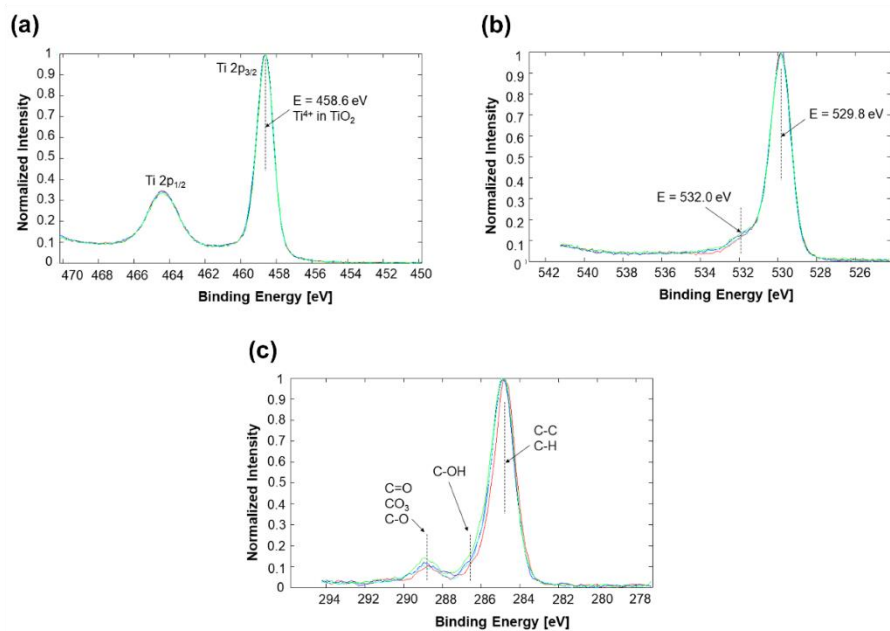 (a)
Normalized Intensity
1
0.9
0.8
0.7
0.6
0.5
0.4
0.3
0.2
0.1
0
Ti 2p₃/₂
E = 458.6 eV
Ti⁴⁺ in TiO₂
Ti 2p₁/₂
470 468 466 464 462 460 458 456 454 452 450
Binding Energy [eV]
(b)
Normalized Intensity
1
0.9
0.8
0.7
0.6
0.5
0.4
0.3
0.2
0.1
0
E = 529.8 eV
E = 532.0 eV
542 540 538 536 534 532 530 528 526
Binding Energy [eV]
(c)
Normalized Intensity
1
0.9
0.8
0.7
0.6
0.5
0.4
0.3
0.2
0.1
0
C-C
C-H
C-OH
C=O
CO₃
C-O
294 292 290 288 286 284 282 280 278
Binding Energy [eV]